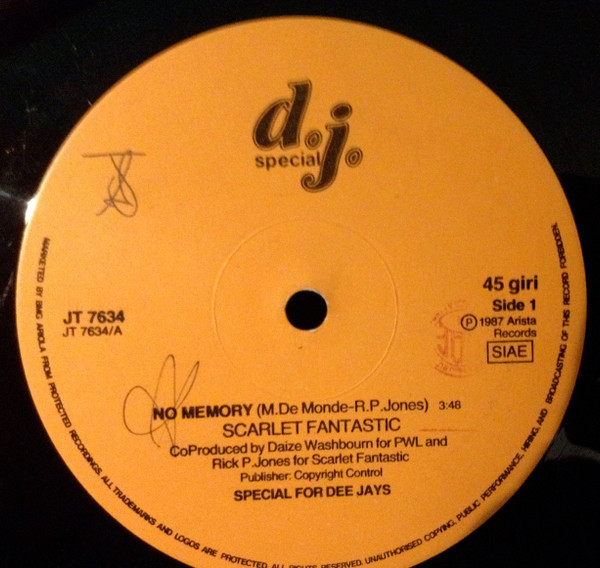 d.j.
special
JT 7634
JT 7634/A
45 giri
Side 1
Ⓟ 1987 Arista
Records
SIAE
NO MEMORY (M.De Monde-R.P.Jones) 3:48
SCARLET FANTASTIC
CoProduced by Daize Washbourn for PWL and
Rick P.Jones for Scarlet Fantastic
Publisher: Copyright Control
SPECIAL FOR DEE JAYS
MARKETED BY BMG ARIOLA FROM PROTECTED RECORDINGS. ALL TRADEMARKS AND LOGOS ARE PROTECTED. ALL RIGHTS RESERVED. UNAUTHORISED COPYING, PUBLIC PERFORMANCE, HIRING, AND BROADCASTING OF THIS RECORD FORBIDDEN.